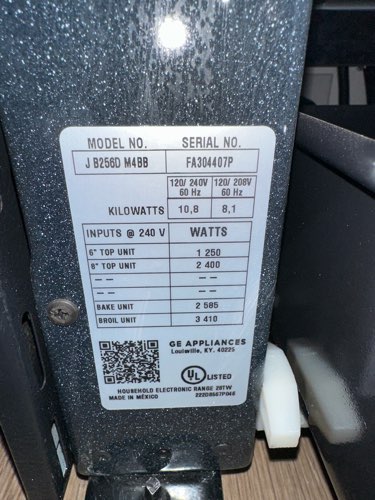 MODEL NO. SERIAL NO.
J B256D M4BB FA304407P
120/ 240V 120/ 208V
60 Hz 60 Hz
KILOWATTS 10,8 8,1
INPUTS @ 240 V WATTS
6" TOP UNIT 1 250
8" TOP UNIT 2 400
-- --
-- --
BAKE UNIT 2 585
BROIL UNIT 3 410
GE APPLIANCES
Louisville, KY. 40225
UL LISTED
HOUSEHOLD ELECTRONIC RANGE 28TW
MADE IN MÉXICO